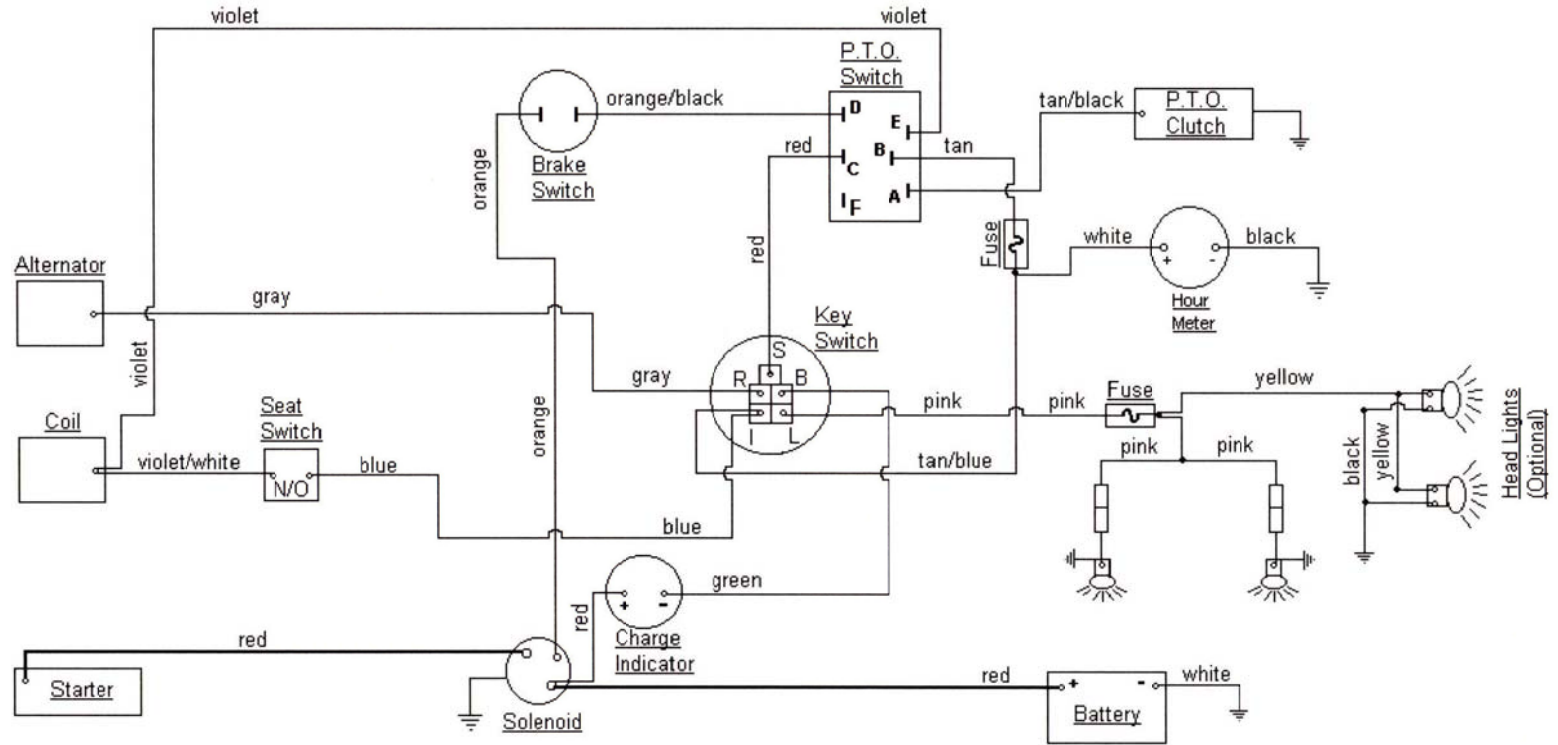 violet
violet
P.T.O.
Switch
orange/black
D
E
tan/black
P.T.O.
Clutch
red
C
B
tan
Brake
Switch
orange
F
A
red
Fuse
white
+
-
black
Hour
Meter
Alternator
gray
Key
Switch
S
violet
gray
R
B
Fuse
yellow
pink
pink
Coil
Seat
Switch
orange
I
L
pink
pink
black
yellow
Head Lights
(Optional)
violet/white
N/O
blue
tan/blue
blue
green
red
+
-
Charge
Indicator
red
Starter
Solenoid
red
+
-
white
Battery